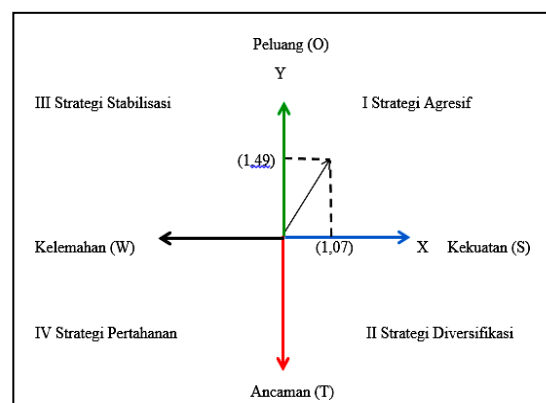 Peluang (O)
Y
III Strategi Stabilisasi
I Strategi Agresif
(1.49)
Kelemahan (W)
(1,07)
X
Kekuatan (S)
IV Strategi Pertahanan
II Strategi Diversifikasi
Ancaman (T)